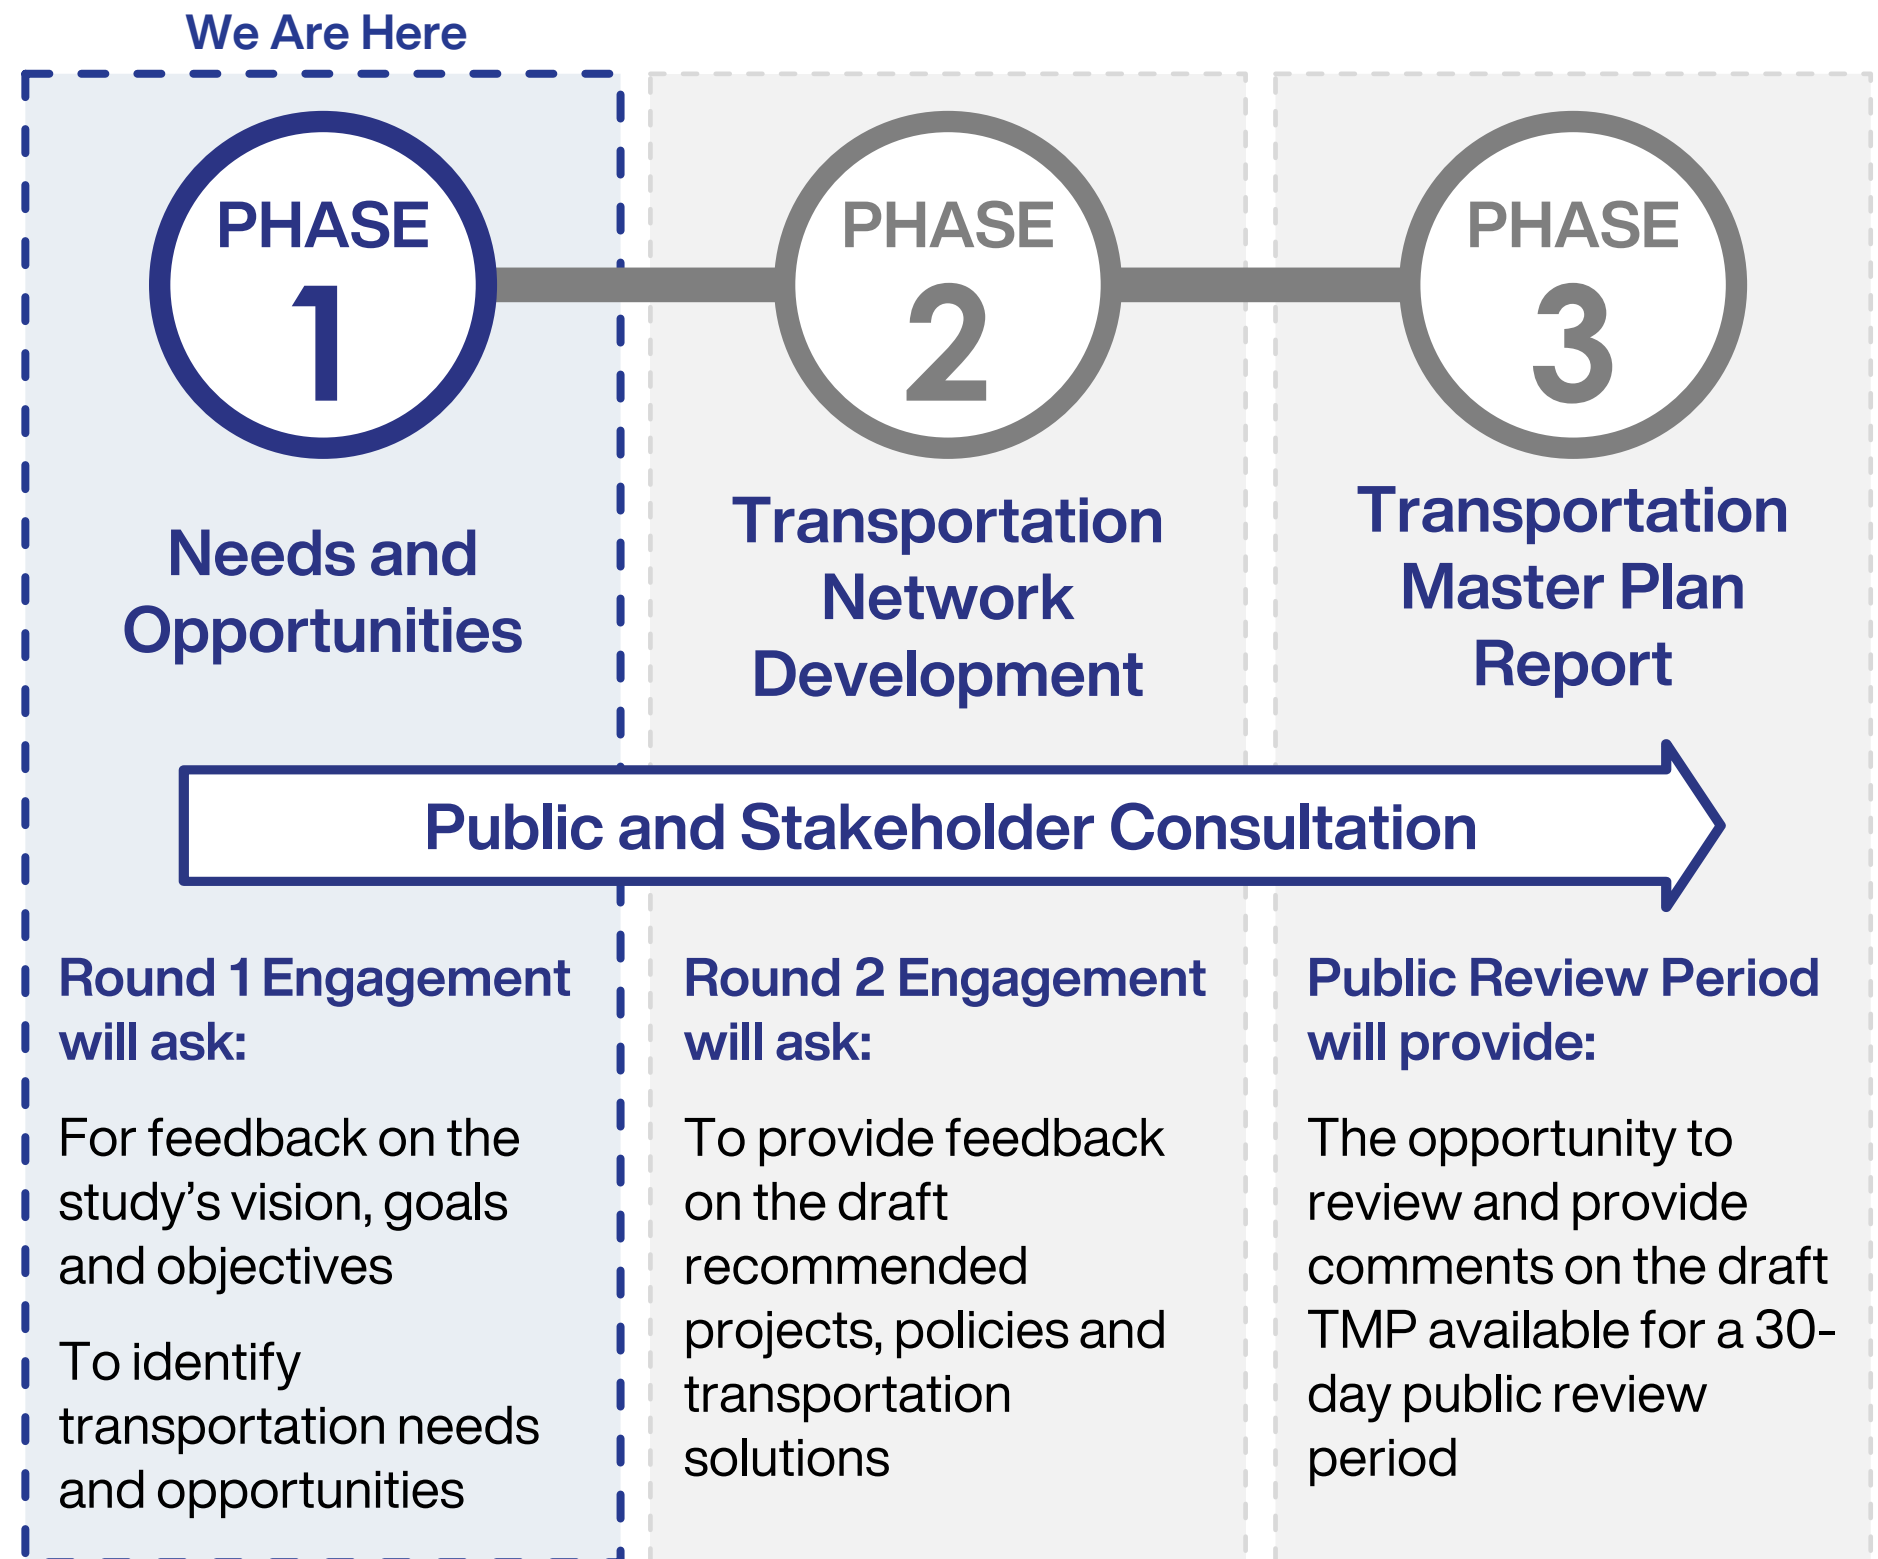 We Are Here
PHASE
1
Needs and
Opportunities
PHASE
2
Transportation
Network
Development
PHASE
3
Transportation
Master Plan
Report
Public and Stakeholder Consultation
Round 1 Engagement
will ask:
For feedback on the
study’s vision, goals
and objectives
To identify
transportation needs
and opportunities
Round 2 Engagement
will ask:
To provide feedback
on the draft
recommended
projects, policies and
transportation
solutions
Public Review Period
will provide:
The opportunity to
review and provide
comments on the draft
TMP available for a 30-
day public review
period